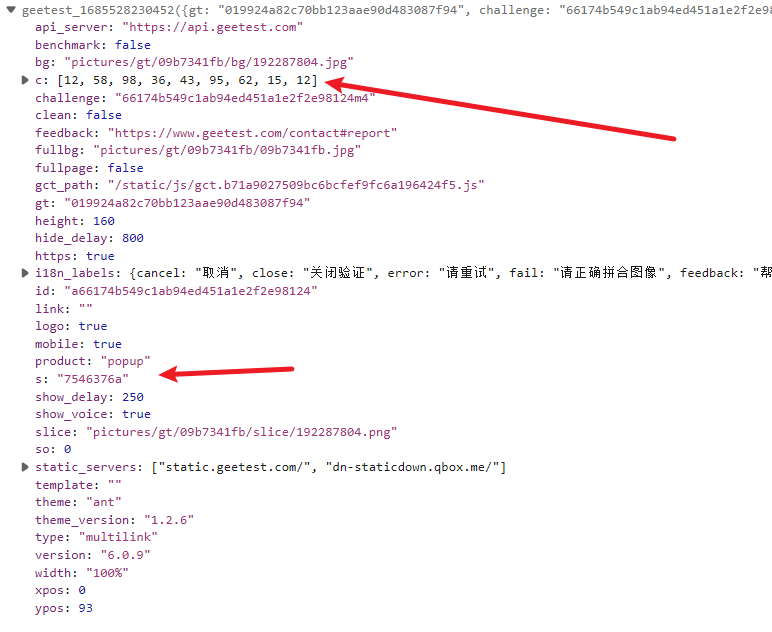 geetest_1685528230452({gt: "019924a82c70bb123aae90d483087f94", challenge: "66174b549c1ab94ed451a1e2f2e98
api_server: "https://api.geetest.com"
benchmark: false
bg: "pictures/gt/09b7341fb/bg/192287804.jpg"
c: [12, 58, 98, 36, 43, 95, 62, 15, 12]
challenge: "66174b549c1ab94ed451a1e2f2e98124m4"
clean: false
feedback: "https://www.geetest.com/contact#report"
fullbg: "pictures/gt/09b7341fb/09b7341fb.jpg"
fullpage: false
gct_path: "/static/js/gct.b71a9027509bc6bcfef9fc6a196424f5.js"
gt: "019924a82c70bb123aae90d483087f94"
height: 160
hide_delay: 800
https: true
i18n_labels: {cancel: "取消", close: "关闭验证", error: "请重试", fail: "请正确拼合图像", feedback: "帮
id: "a66174b549c1ab94ed451a1e2f2e98124"
link: ""
logo: true
mobile: true
product: "popup"
s: "7546376a"
show_delay: 250
show_voice: true
slice: "pictures/gt/09b7341fb/slice/192287804.png"
so: 0
static_servers: ["static.geetest.com/", "dn-staticdown.qbox.me/"]
template: ""
theme: "ant"
theme_version: "1.2.6"
type: "multilink"
version: "6.0.9"
width: "100%"
xpos: 0
ypos: 93